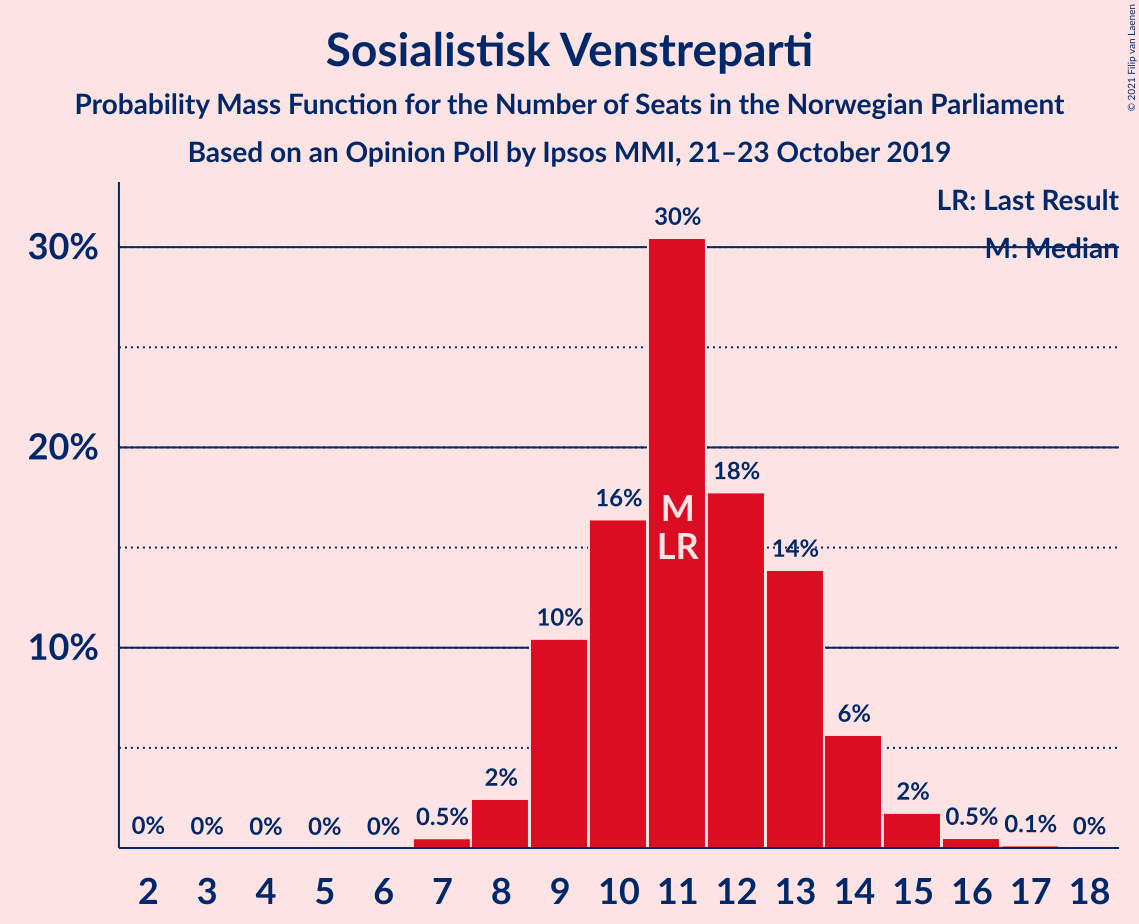 Sosialistisk Venstreparti
Probability Mass Function for the Number of Seats in the Norwegian Parliament
Based on an Opinion Poll by Ipsos MMI, 21–23 October 2019
© 2021 Filip van Laenen
LR: Last Result
M: Median
30%
20%
10%
0% 0% 0% 0% 0% 0.5% 2% 10% 16% 30% 18% 14% 6% 2% 0.5% 0.1% 0%
M
LR
2 3 4 5 6 7 8 9 10 11 12 13 14 15 16 17 18